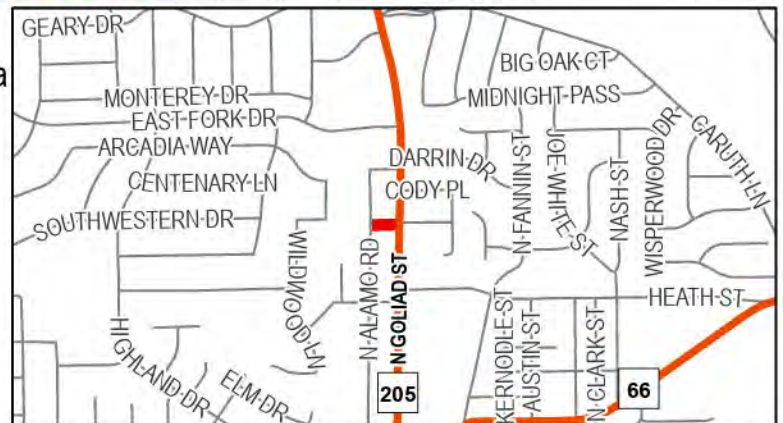 a
GEARY DR
BIG OAK CT
MONTEREY DR
MIDNIGHT PASS
EAST FORK DR
ARCADIA WAY
DARRIN DR
CENTENARY LN
CODY PL
SOUTHWESTERN DR
N FANNIN ST
JOE WHITE ST
NASH ST
WISPERWOOD DR
CARUTH LN
WILDWOOD LN
N ALAMO RD
N GOLIAD ST
HEATH ST
HIGHLAND DR
ELM DR
KERNODLE ST
AUSTIN ST
N CLARK ST
205
66